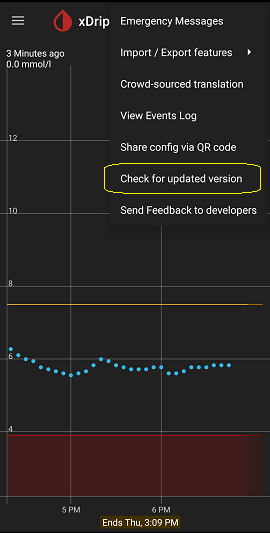 xDrip
Emergency Messages
3 Minutes ago
0.0 mmol/l
Import / Export features
Crowd-sourced translation
View Events Log
Share config via QR code
Check for updated version
Send Feedback to developers
12
10
8
6
4
5 PM 6 PM
Ends Thu, 3:09 PM